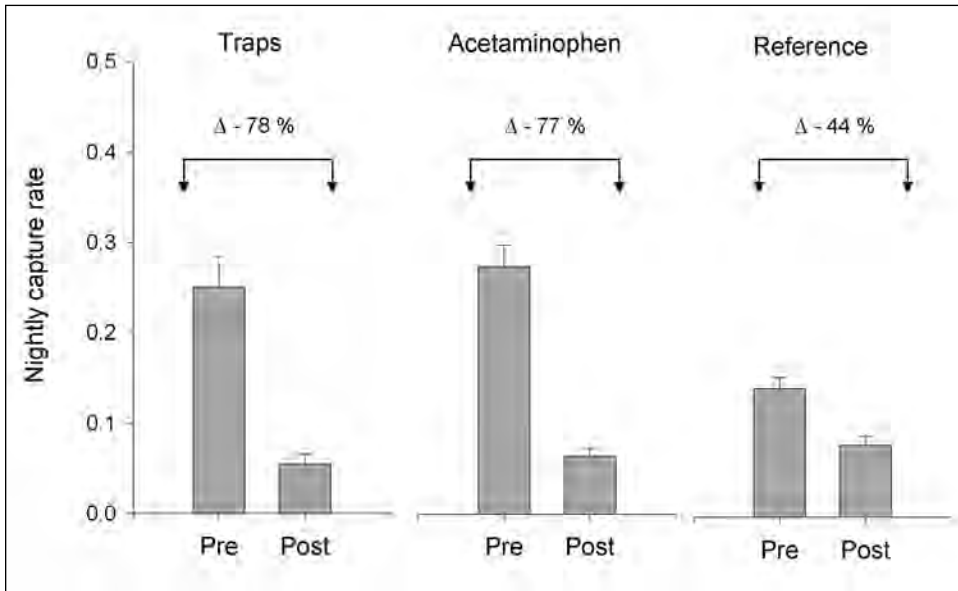 Traps
Acetaminophen
Reference
0,5
0,4
0,3
0,2
0,1
0,0
Nightly capture rate
Δ - 78 %
Δ - 77 %
Δ - 44 %
Pre Post
Pre Post
Pre Post